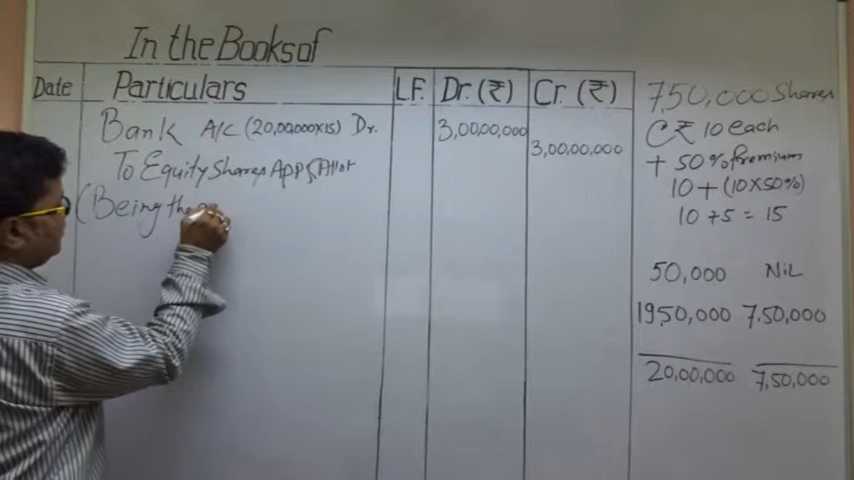 In the Books of
Date Particulars L.F. Dr. (₹) Cr. (₹)
Bank A/C (20,00,000x15) Dr. 3,00,00,000
To Equity Shares App & Allot 3,00,00,000
(Being the
7,50,000 Shares
@ ₹ 10 each
+ 50% Premium
10 + (10 x 50%)
10 + 5 = 15
50,000 NiL
19,50,000 7,50,000
20,00,000 7,50,000